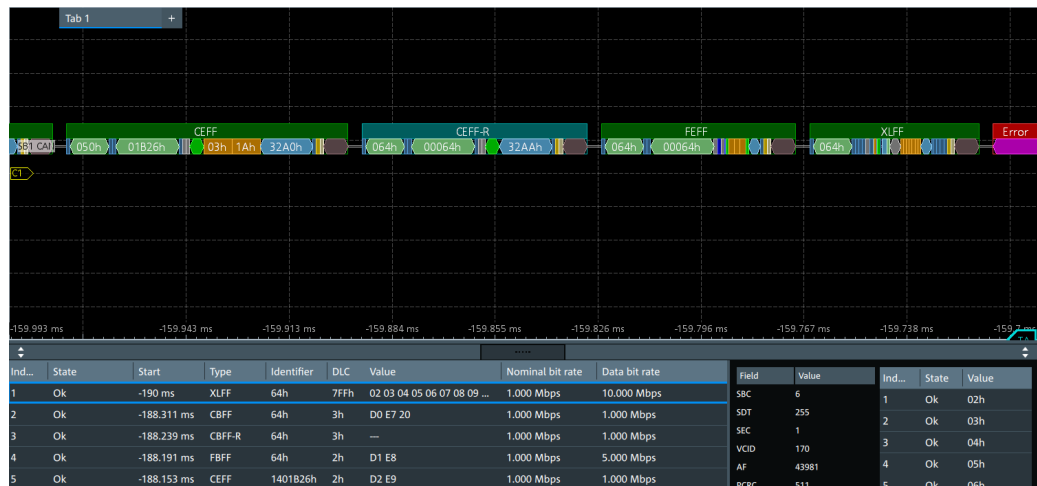 Tab 1 +
CEFF CEFF-R FEFF XLFF Error
SB1 CAN 050h 01B26h 03h 1Ah 32A0h 064h 00064h 32AAh 064h 00064h 064h
C1
-159.993 ms -159.943 ms -159.913 ms -159.884 ms -159.855 ms -159.826 ms -159.796 ms -159.767 ms -159.738 ms
TA
Ind... State Start Type Identifier DLC Value Nominal bit rate Data bit rate Field Value Ind... State Value
1 Ok -190 ms XLFF 64h 7FFh 02 03 04 05 06 07 08 09 ... 1.000 Mbps 10.000 Mbps SBC 6 1 Ok 02h
2 Ok -188.311 ms CBFF 64h 3h D0 E7 20 1.000 Mbps 1.000 Mbps SDT 255 2 Ok 03h
3 Ok -188.239 ms CBFF-R 64h 3h --- 1.000 Mbps 1.000 Mbps SEC 1 3 Ok 04h
VCID 170
4 Ok -188.191 ms FBFF 64h 2h D1 E8 1.000 Mbps 5.000 Mbps AF 43981 4 Ok 05h
5 Ok -188.153 ms CEFF 1401B26h 2h D2 E9 1.000 Mbps 1.000 Mbps PCRC 511 5 Ok 06h